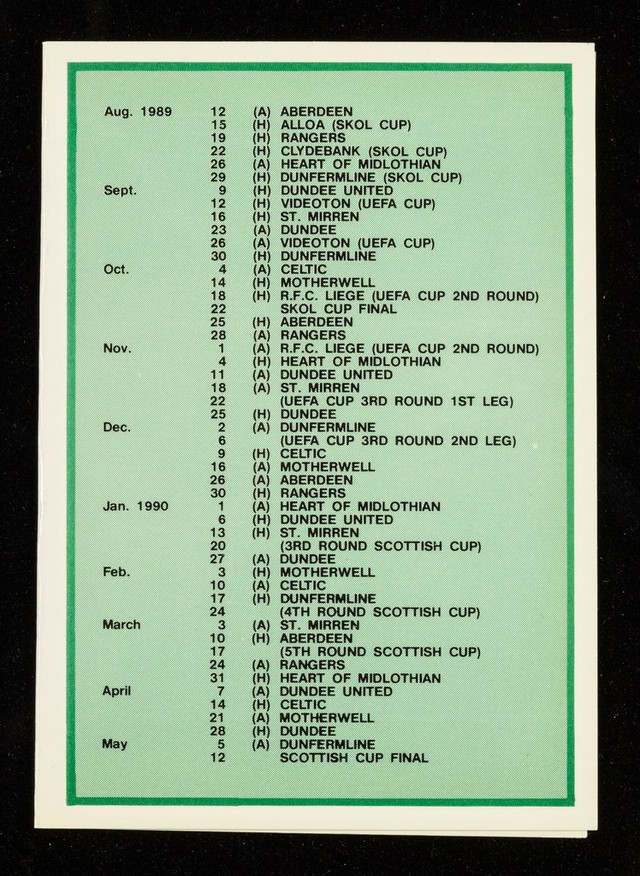 Aug. 1989 12 (A) ABERDEEN
15 (H) ALLOA (SKOL CUP)
19 (H) RANGERS
22 (H) CLYDEBANK (SKOL CUP)
26 (A) HEART OF MIDLOTHIAN
29 (H) DUNFERMLINE (SKOL CUP)
Sept. 9 (H) DUNDEE UNITED
12 (H) VIDEOTON (UEFA CUP)
16 (H) ST. MIRREN
23 (A) DUNDEE
26 (A) VIDEOTON (UEFA CUP)
30 (H) DUNFERMLINE
Oct. 4 (A) CELTIC
14 (H) MOTHERWELL
18 (H) R.F.C. LIEGE (UEFA CUP 2ND ROUND)
22 SKOL CUP FINAL
25 (H) ABERDEEN
28 (A) RANGERS
Nov. 1 (A) R.F.C. LIEGE (UEFA CUP 2ND ROUND)
4 (H) HEART OF MIDLOTHIAN
11 (A) DUNDEE UNITED
18 (A) ST. MIRREN
22 (UEFA CUP 3RD ROUND 1ST LEG)
25 (H) DUNDEE
Dec. 2 (A) DUNFERMLINE
6 (UEFA CUP 3RD ROUND 2ND LEG)
9 (H) CELTIC
16 (A) MOTHERWELL
26 (A) ABERDEEN
30 (H) RANGERS
Jan. 1990 1 (A) HEART OF MIDLOTHIAN
6 (H) DUNDEE UNITED
13 (H) ST. MIRREN
20 (3RD ROUND SCOTTISH CUP)
27 (A) DUNDEE
Feb. 3 (H) MOTHERWELL
10 (A) CELTIC
17 (H) DUNFERMLINE
24 (4TH ROUND SCOTTISH CUP)
March 3 (A) ST. MIRREN
10 (H) ABERDEEN
17 (5TH ROUND SCOTTISH CUP)
24 (A) RANGERS
31 (H) HEART OF MIDLOTHIAN
April 7 (A) DUNDEE UNITED
14 (H) CELTIC
21 (A) MOTHERWELL
28 (H) DUNDEE
May 5 (A) DUNFERMLINE
12 SCOTTISH CUP FINAL